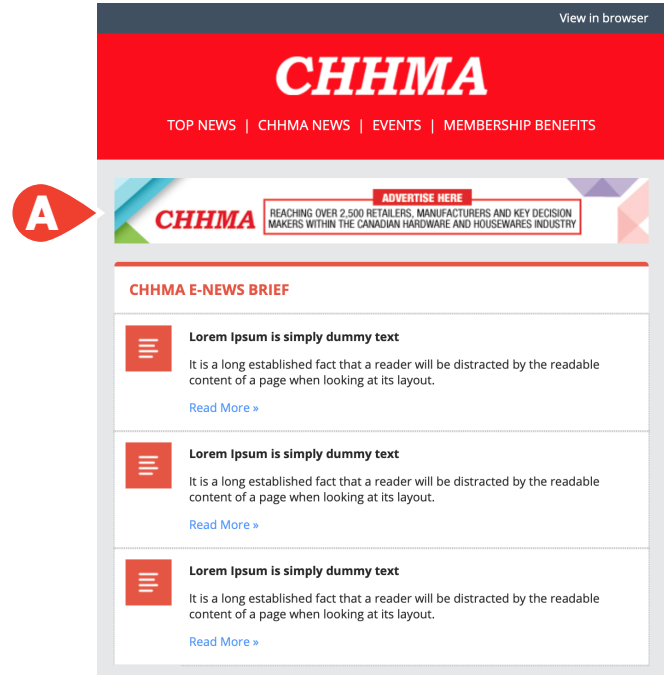 View in browser
CHHMA
TOP NEWS | CHHMA NEWS | EVENTS | MEMBERSHIP BENEFITS
A
ADVERTISE HERE
CHHMA
REACHING OVER 2,500 RETAILERS, MANUFACTURERS AND KEY DECISION
MAKERS WITHIN THE CANADIAN HARDWARE AND HOUSEWARES INDUSTRY
CHHMA E-NEWS BRIEF
Lorem Ipsum is simply dummy text
It is a long established fact that a reader will be distracted by the readable
content of a page when looking at its layout.
Read More »
Lorem Ipsum is simply dummy text
It is a long established fact that a reader will be distracted by the readable
content of a page when looking at its layout.
Read More »
Lorem Ipsum is simply dummy text
It is a long established fact that a reader will be distracted by the readable
content of a page when looking at its layout.
Read More »